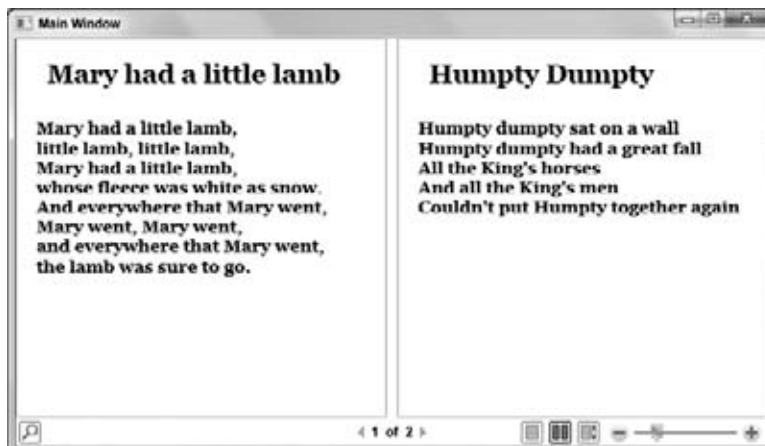 Main Window
Mary had a little lamb
Mary had a little lamb,
little lamb, little lamb,
Mary had a little lamb,
whose fleece was white as snow.
And everywhere that Mary went,
Mary went, Mary went,
and everywhere that Mary went,
the lamb was sure to go.
Humpty Dumpty
Humpty dumpty sat on a wall
Humpty dumpty had a great fall
All the King's horses
And all the King's men
Couldn't put Humpty together again
1 of 2